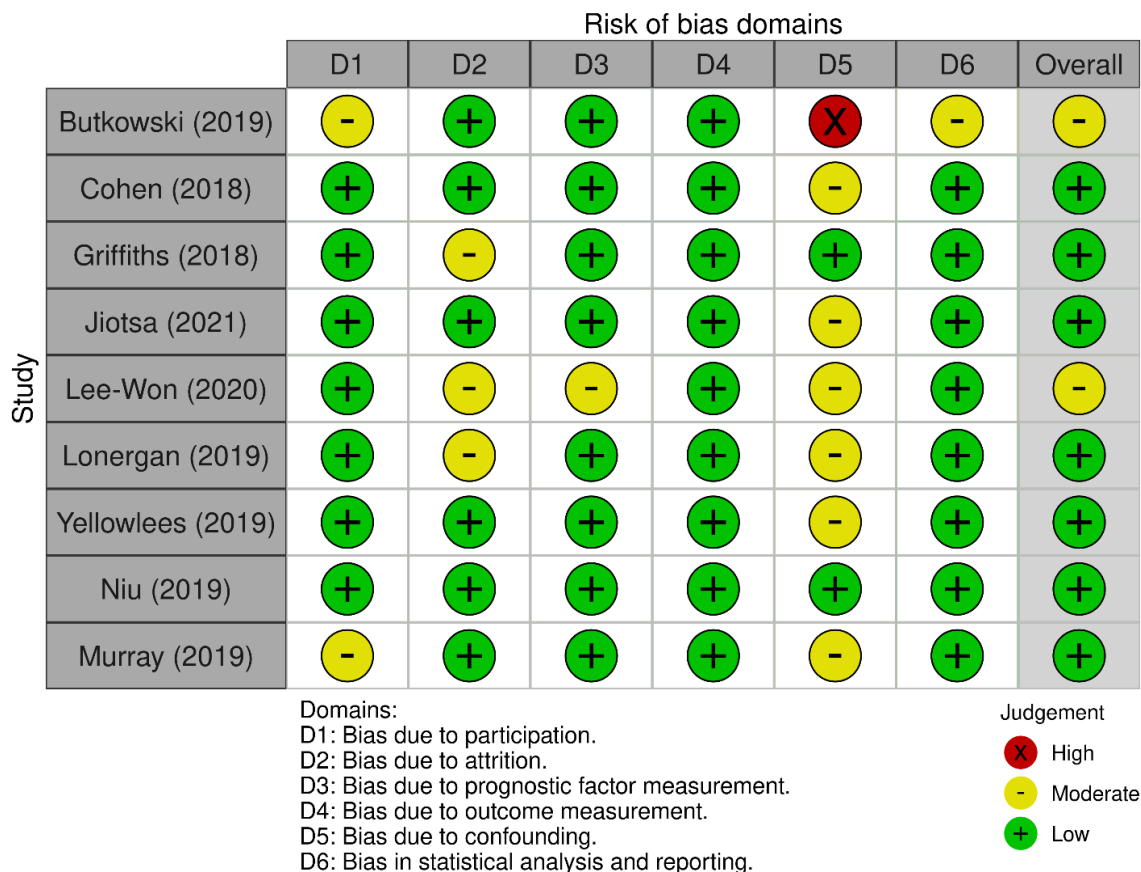 Risk of bias domains
D1 D2 D3 D4 D5 D6 Overall
Study
Butkowski (2019) - + + + X - -
Cohen (2018) + + + + - + +
Griffiths (2018) + - + + + + +
Jiotsa (2021) + + + + - + +
Lee-Won (2020) + - - + - + -
Lonergan (2019) + - + + - + +
Yellowlees (2019) + + + + - + +
Niu (2019) + + + + + + +
Murray (2019) - + + + - + +
Domains:
D1: Bias due to participation.
D2: Bias due to attrition.
D3: Bias due to prognostic factor measurement.
D4: Bias due to outcome measurement.
D5: Bias due to confounding.
D6: Bias in statistical analysis and reporting.
Judgement
X High
- Moderate
+ Low